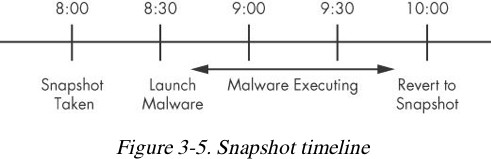 8:00 8:30 9:00 9:30 10:00
Snapshot Launch Malware Executing Revert to
Taken Malware Snapshot
Figure 3-5. Snapshot timeline